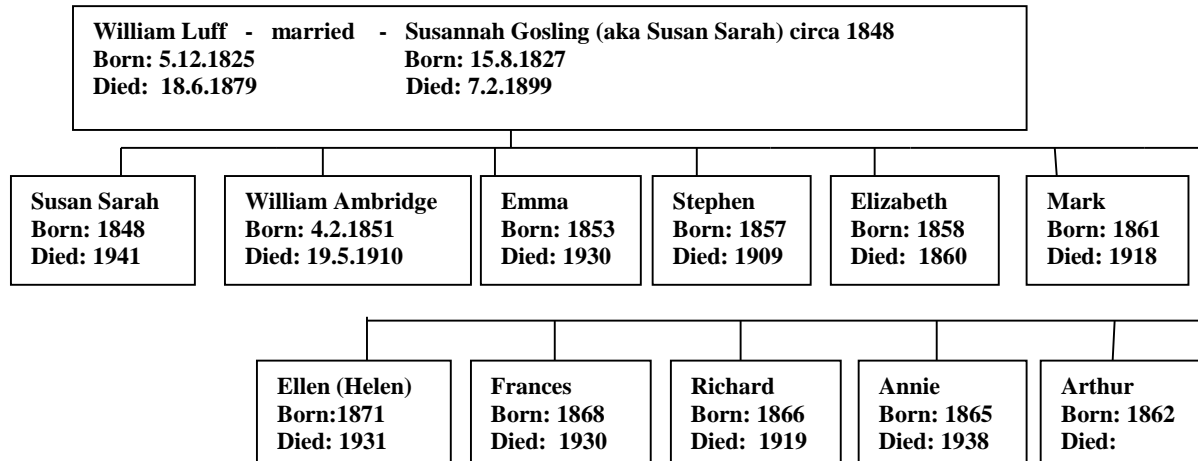 William Luff - married - Susannah Gosling (aka Susan Sarah) circa 1848
Born: 5.12.1825 Born: 15.8.1827
Died: 18.6.1879 Died: 7.2.1899
Susan Sarah
Born: 1848
Died: 1941
William Ambridge
Born: 4.2.1851
Died: 19.5.1910
Emma
Born: 1853
Died: 1930
Stephen
Born: 1857
Died: 1909
Elizabeth
Born: 1858
Died: 1860
Mark
Born: 1861
Died: 1918
Ellen (Helen)
Born:1871
Died: 1931
Frances
Born: 1868
Died: 1930
Richard
Born: 1866
Died: 1919
Annie
Born: 1865
Died: 1938
Arthur
Born: 1862
Died: